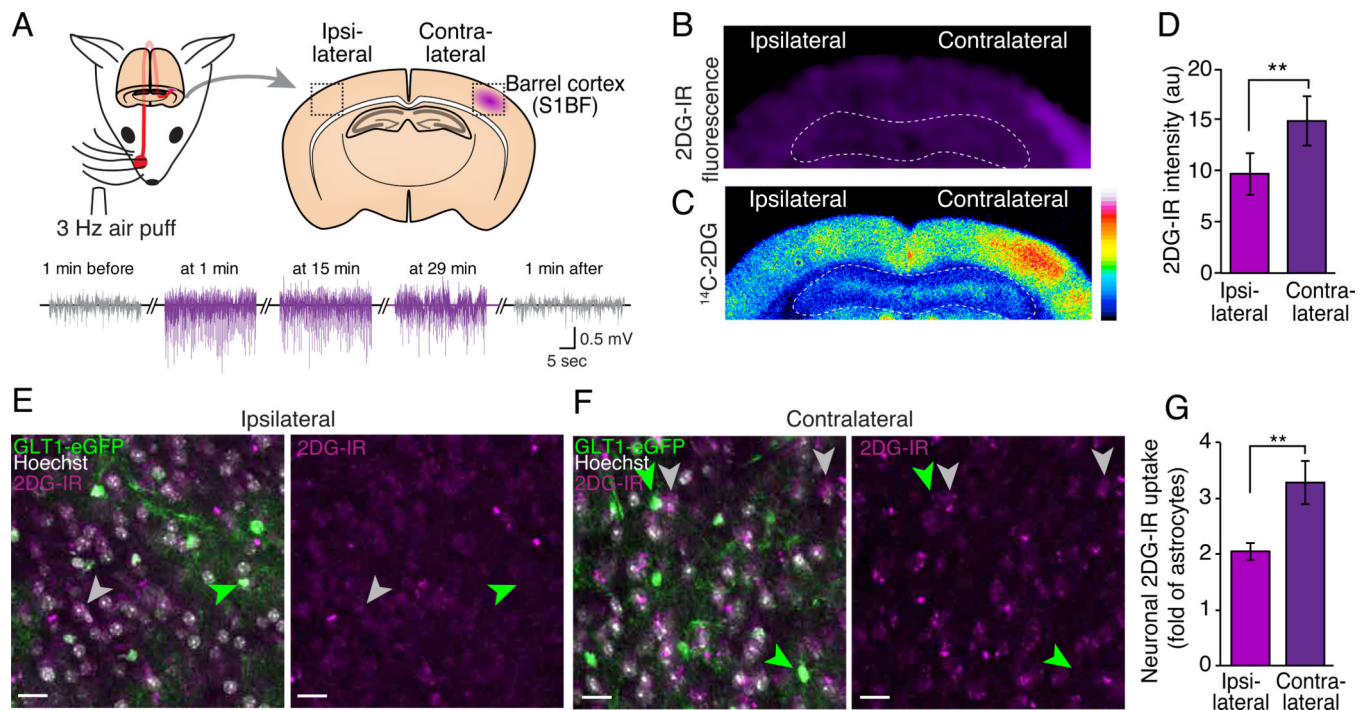 A
Ipsi-
lateral
Contra-
lateral
Barrel cortex
(S1BF)
3 Hz air puff
1 min before
at 1 min
at 15 min
at 29 min
1 min after
0.5 mV
5 sec
B
Ipsilateral
Contralateral
2DG-IR
fluorescence
C
Ipsilateral
Contralateral
¹⁴C-2DG
D
2DG-IR intensity (au)
20
15
10
5
0
**
Ipsi-
lateral
Contra-
lateral
E
Ipsilateral
GLT1-eGFP
Hoechst
2DG-IR
2DG-IR
F
Contralateral
GLT1-eGFP
Hoechst
2DG-IR
2DG-IR
G
Neuronal 2DG-IR uptake
(fold of astrocytes)
4
3
2
1
0
**
Ipsi-
lateral
Contra-
lateral